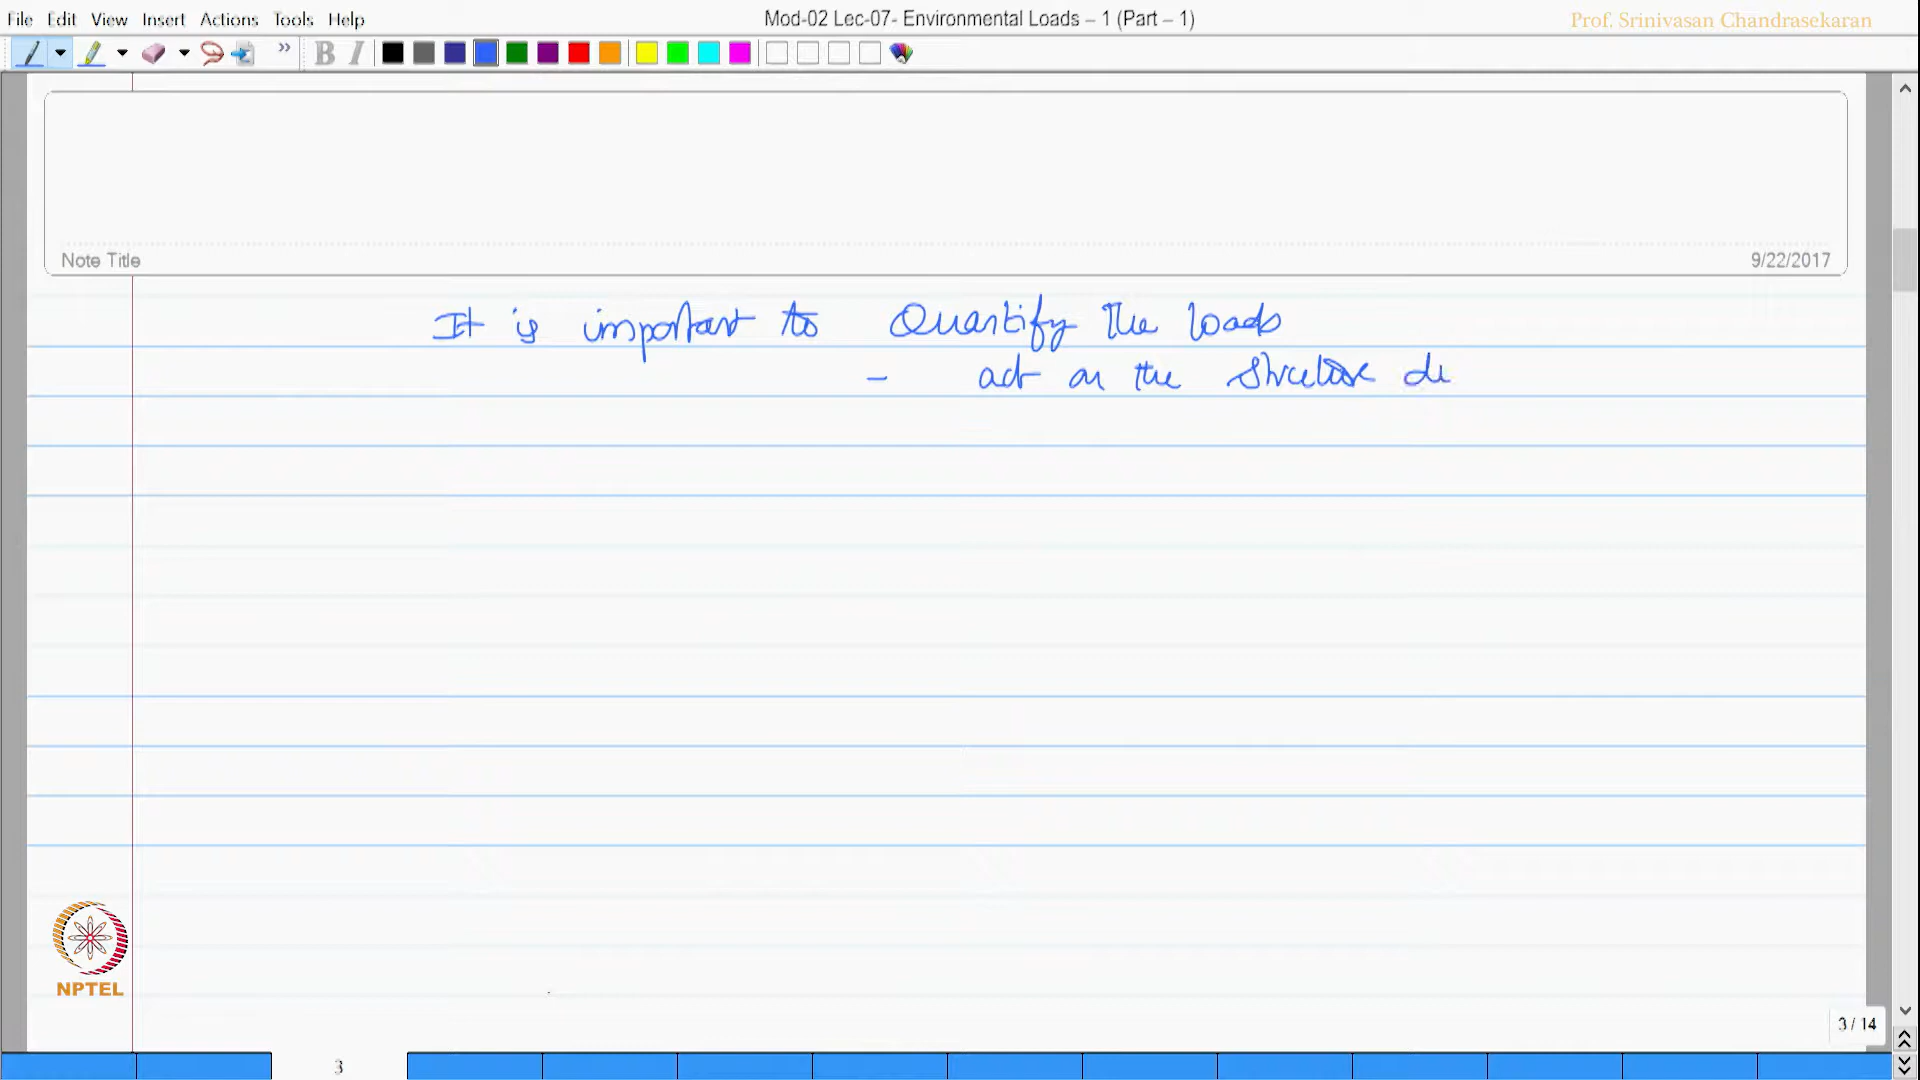 File Edit View Insert Actions Tools Help
Mod-02 Lec-07- Environmental Loads – 1 (Part – 1)
Prof. Srinivasan Chandrasekaran
B I
Note Title
9/22/2017
It is important to Quantify the loads
- act on the structure de
NPTEL
3 / 14
3